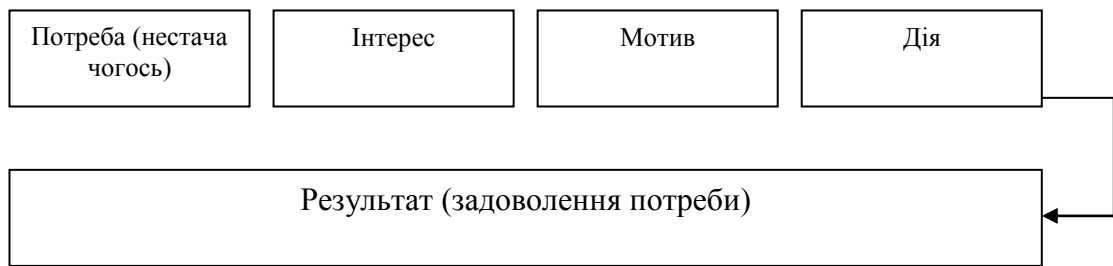 Потреба (нестача
чогось)
Інтерес
Мотив
Дія
Результат (задоволення потреби)